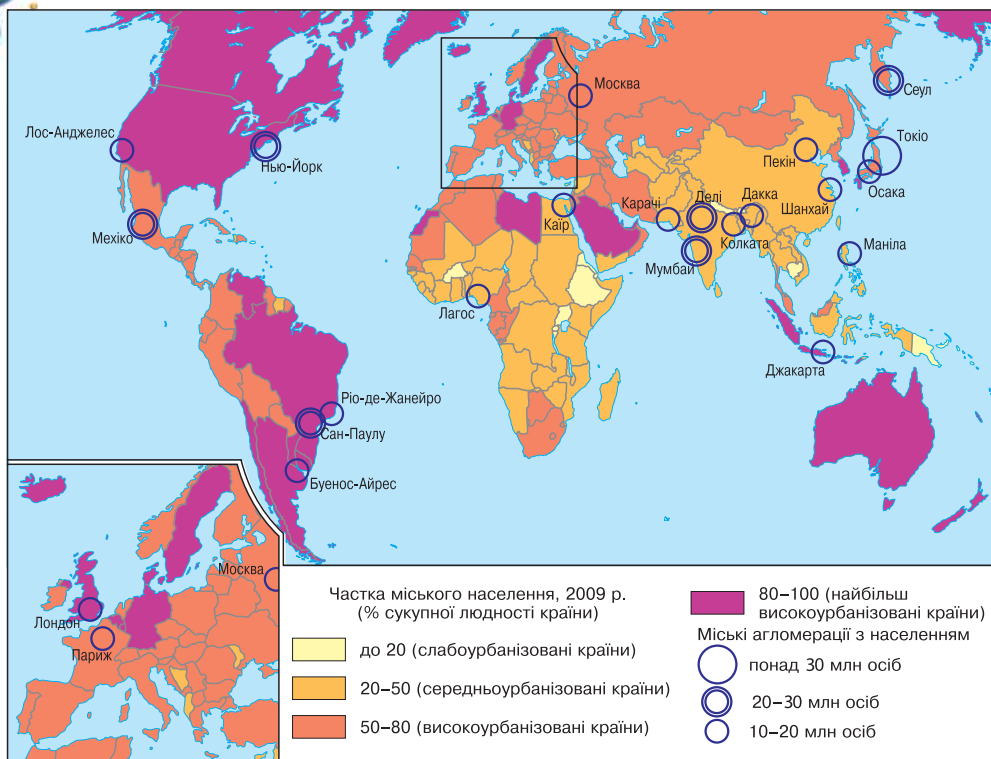 Москва
Сеул
Лос-Анджелес
Нью-Йорк
Токіо
Пекін
Осака
Карачі
Делі
Дакка
Шанхай
Каїр
Мехіко
Колката
Маніла
Мумбай
Лагос
Джакарта
Ріо-де-Жанейро
Сан-Паулу
Буенос-Айрес
Москва
Лондон
Париж
Частка міського населення, 2009 р.
(% сукупної людності країни)
до 20 (слабоурбанізовані країни)
20–50 (середньоурбанізовані країни)
50–80 (високоурбанізовані країни)
80–100 (найбільш
високоурбанізовані країни)
Міські агломерації з населенням
понад 30 млн осіб
20–30 млн осіб
10–20 млн осіб